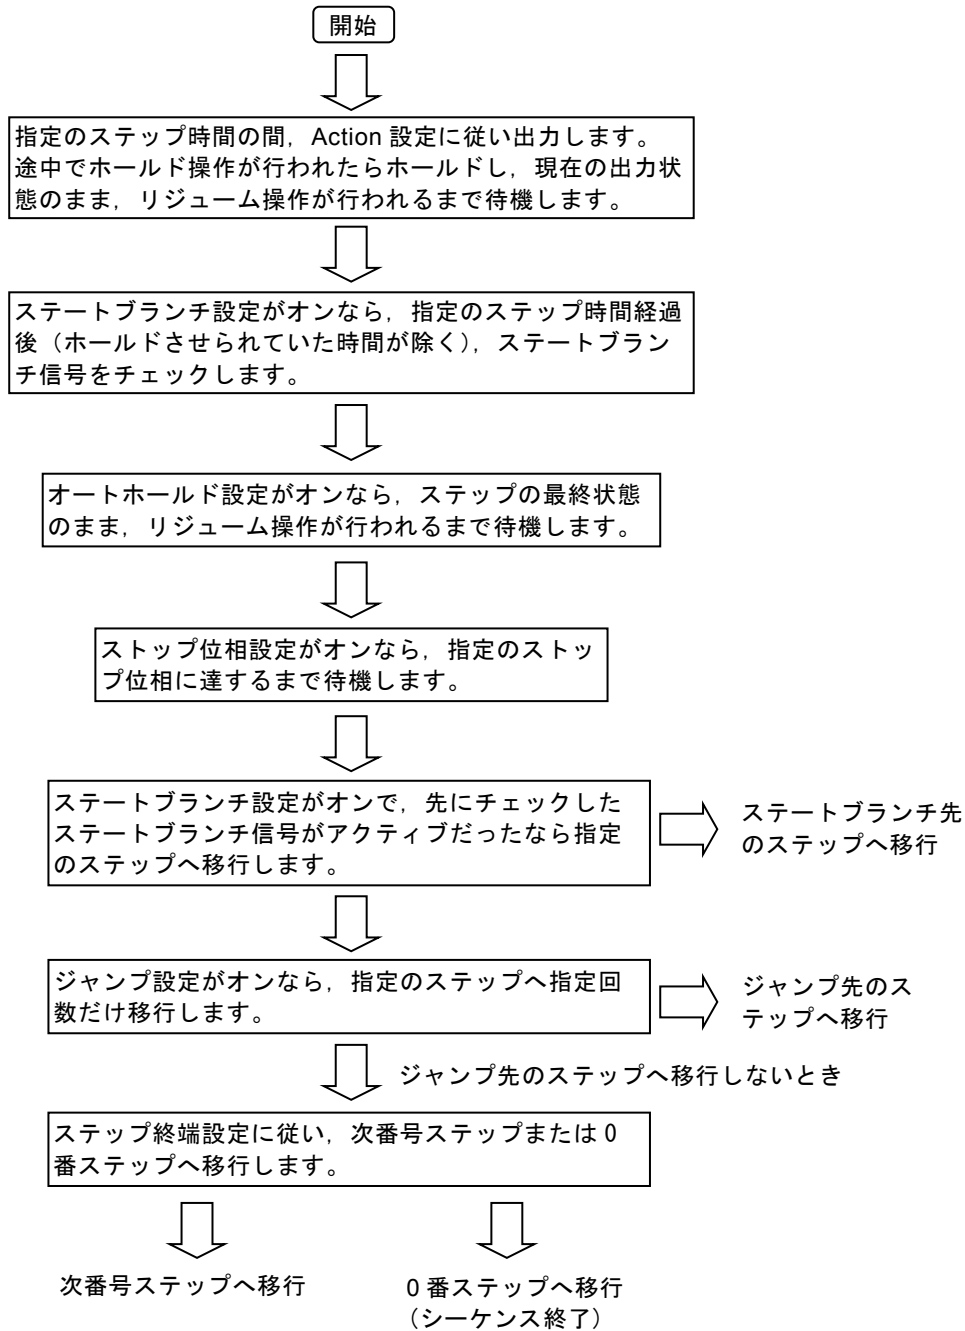 開始
指定のステップ時間の間，Action 設定に従い出力します。
途中でホールド操作が行われたらホールドし，現在の出力状
態のまま，リジューム操作が行われるまで待機します。
ステートブランチ設定がオンなら，指定のステップ時間経過
後（ホールドさせられていた時間が除く），ステートブラン
チ信号をチェックします。
オートホールド設定がオンなら，ステップの最終状態
のまま，リジューム操作が行われるまで待機します。
ストップ位相設定がオンなら，指定のストッ
プ位相に達するまで待機します。
ステートブランチ設定がオンで，先にチェックした
ステートブランチ信号がアクティブだったなら指定
のステップへ移行します。
ステートブランチ先
のステップへ移行
ジャンプ設定がオンなら，指定のステップへ指定回
数だけ移行します。
ジャンプ先のス
テップへ移行
ジャンプ先のステップへ移行しないとき
ステップ終端設定に従い，次番号ステップまたは 0
番ステップへ移行します。
次番号ステップへ移行
0 番ステップへ移行
（シーケンス終了）